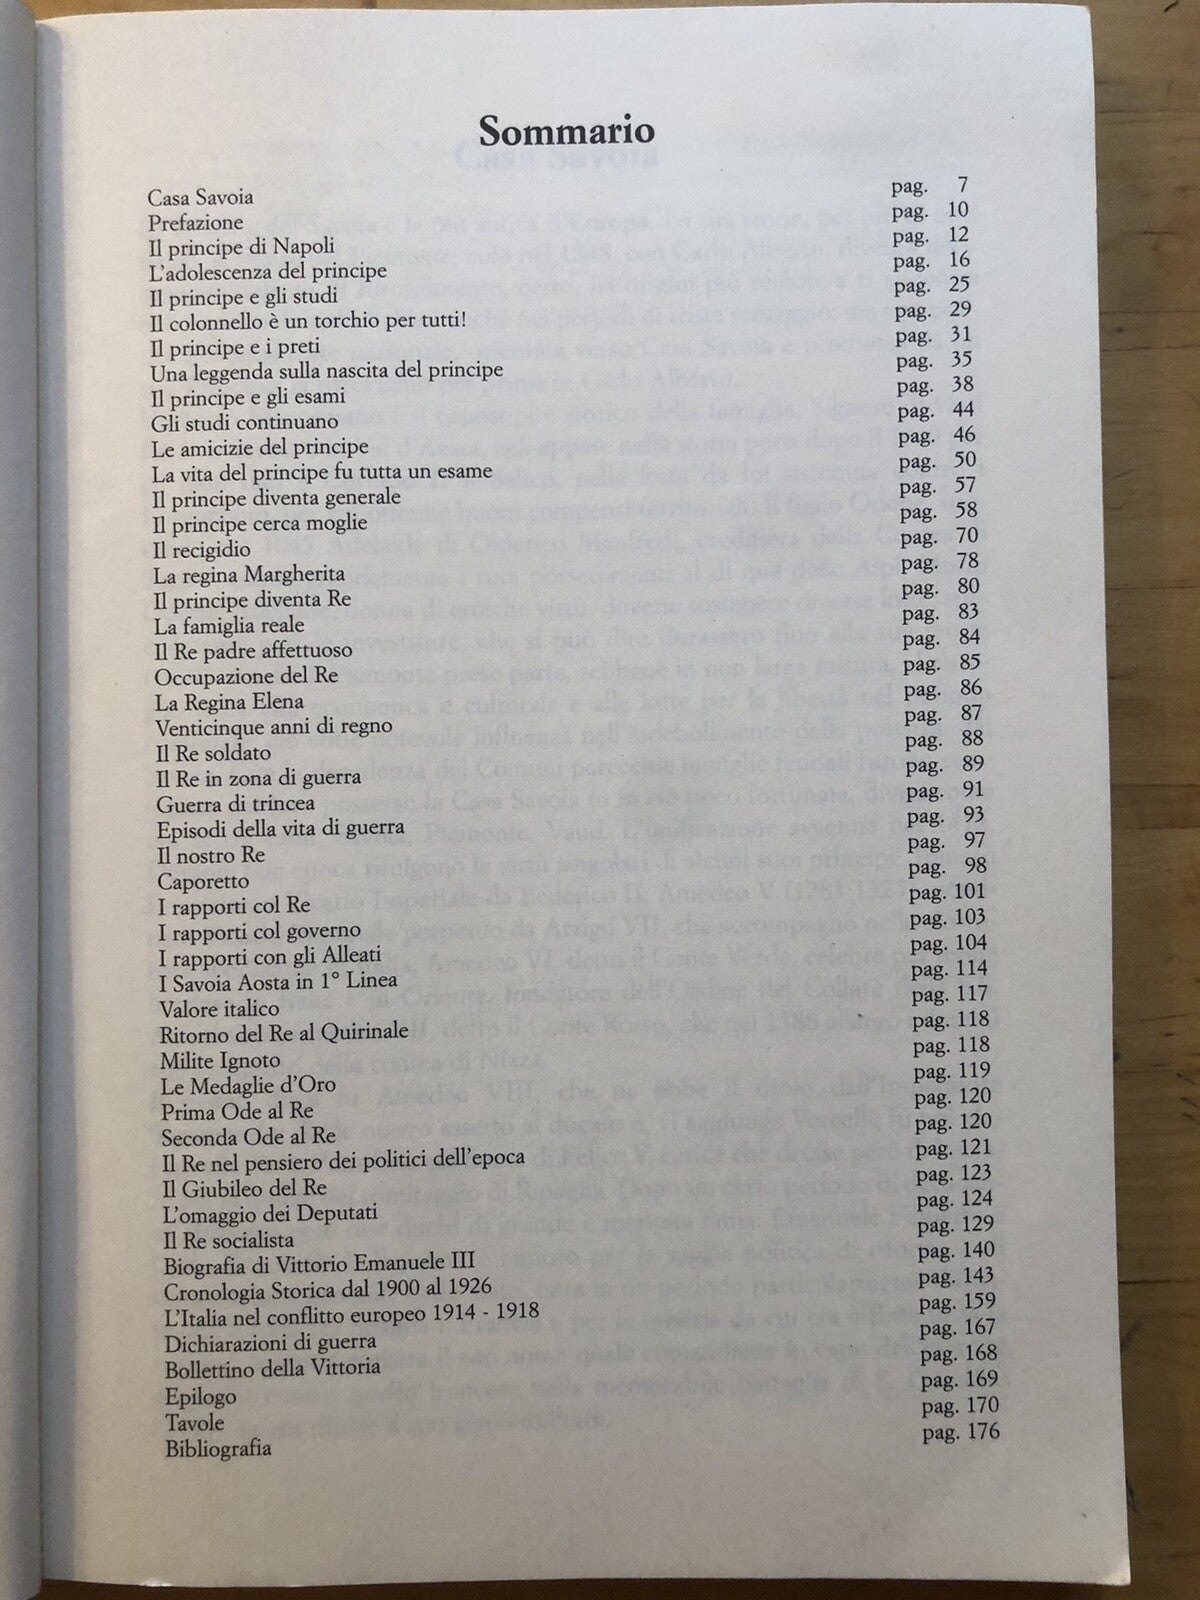 Sommario
Casa Savoia pag. 7
Prefazione pag. 10
Il principe di Napoli pag. 12
L'adolescenza del principe pag. 16
Il principe e gli studi pag. 25
Il colonnello è un torchio per tutti! pag. 29
Il principe e i preti pag. 31
Una leggenda sulla nascita del principe pag. 35
Il principe e gli esami pag. 38
Gli studi continuano pag. 44
Le amicizie del principe pag. 46
La vita del principe fu tutta un esame pag. 50
Il principe diventa generale pag. 57
Il principe cerca moglie pag. 58
Il recigidio pag. 70
La regina Margherita pag. 78
Il principe diventa Re pag. 80
La famiglia reale pag. 83
Il Re padre affettuoso pag. 84
Occupazione del Re pag. 85
La Regina Elena pag. 86
Venticinque anni di regno pag. 87
Il Re soldato pag. 88
Il Re in zona di guerra pag. 89
Guerra di trincea pag. 91
Episodi della vita di guerra pag. 93
Il nostro Re pag. 97
Caporetto pag. 98
I rapporti col Re pag. 101
I rapporti col governo pag. 103
I rapporti con gli Alleati pag. 104
I Savoia Aosta in 1° Linea pag. 114
Valore italico pag. 117
Ritorno del Re al Quirinale pag. 118
Milite Ignoto pag. 118
Le Medaglie d'Oro pag. 119
Prima Ode al Re pag. 120
Seconda Ode al Re pag. 120
Il Re nel pensiero dei politici dell'epoca pag. 121
Il Giubileo del Re pag. 123
L'omaggio dei Deputati pag. 124
Il Re socialista pag. 129
Biografia di Vittorio Emanuele III pag. 140
Cronologia Storica dal 1900 al 1926 pag. 143
L'Italia nel conflitto europeo 1914 - 1918 pag. 159
Dichiarazioni di guerra pag. 167
Bollettino della Vittoria pag. 168
Epilogo pag. 169
Tavole pag. 170
Bibliografia pag. 176